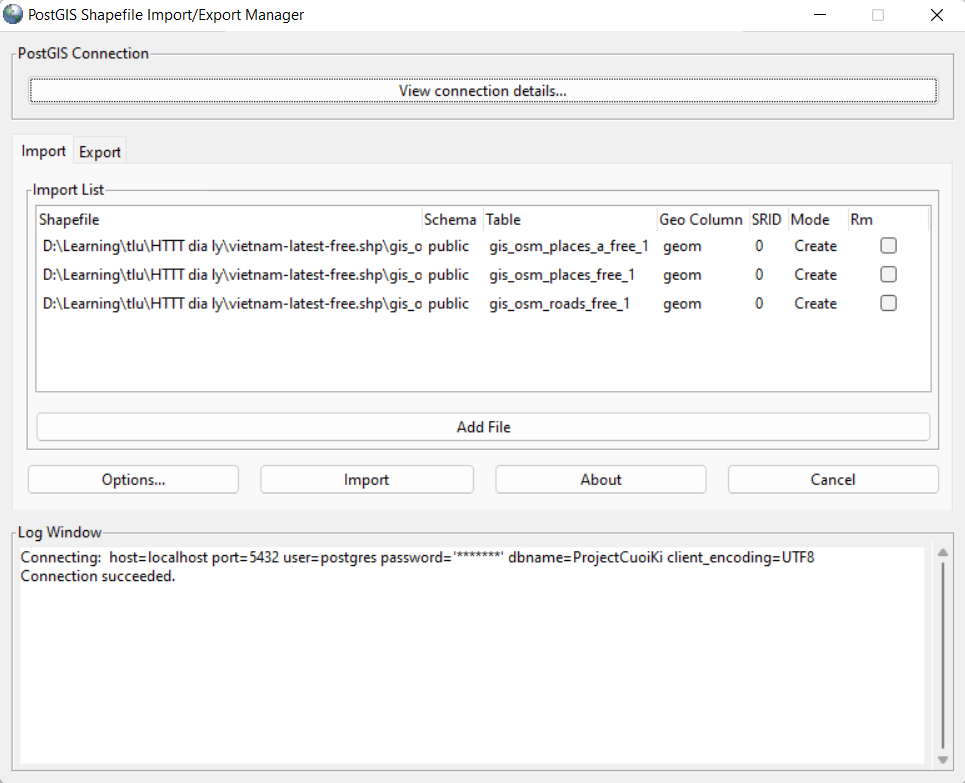 PostGIS Shapefile Import/Export Manager
PostGIS Connection
View connection details...
Import Export
Import List
Shapefile Schema Table Geo Column SRID Mode Rm
D:\Learning\tlu\HTTT dia ly\vietnam-latest-free.shp\gis_o public gis_osm_places_a_free_1 geom 0 Create
D:\Learning\tlu\HTTT dia ly\vietnam-latest-free.shp\gis_o public gis_osm_places_free_1 geom 0 Create
D:\Learning\tlu\HTTT dia ly\vietnam-latest-free.shp\gis_o public gis_osm_roads_free_1 geom 0 Create
Add File
Options... Import About Cancel
Log Window
Connecting: host=localhost port=5432 user=postgres password='*******' dbname=ProjectCuoiKi client_encoding=UTF8
Connection succeeded.